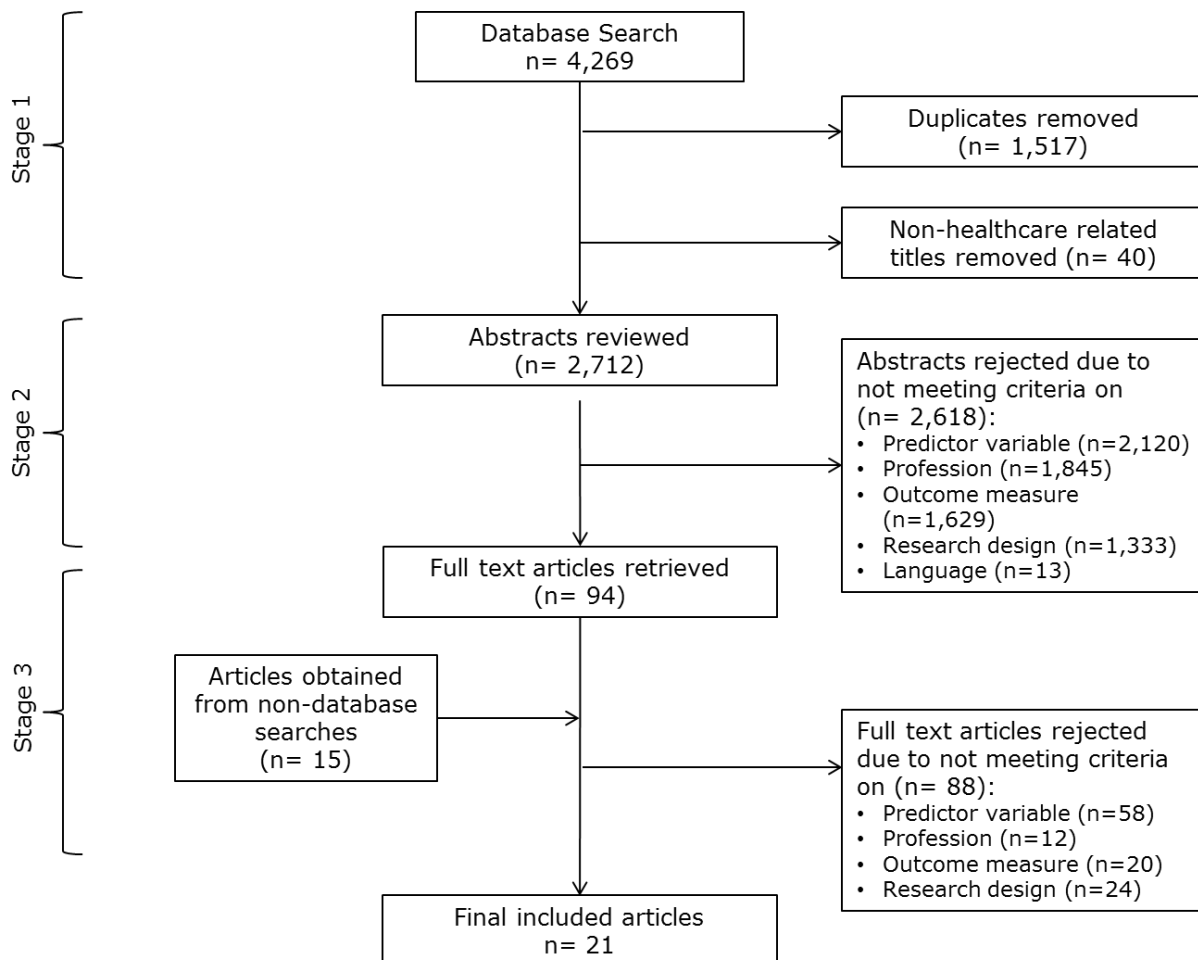 Stage 1
Database Search
n= 4,269
Duplicates removed
(n= 1,517)
Non-healthcare related
titles removed (n= 40)
Stage 2
Abstracts reviewed
(n= 2,712)
Abstracts rejected due to
not meeting criteria on
(n= 2,618):
• Predictor variable (n=2,120)
• Profession (n=1,845)
• Outcome measure
(n=1,629)
• Research design (n=1,333)
• Language (n=13)
Stage 3
Full text articles retrieved
(n= 94)
Articles obtained
from non-database
searches
(n= 15)
Full text articles rejected
due to not meeting criteria
on (n= 88):
• Predictor variable (n=58)
• Profession (n=12)
• Outcome measure (n=20)
• Research design (n=24)
Final included articles
n= 21